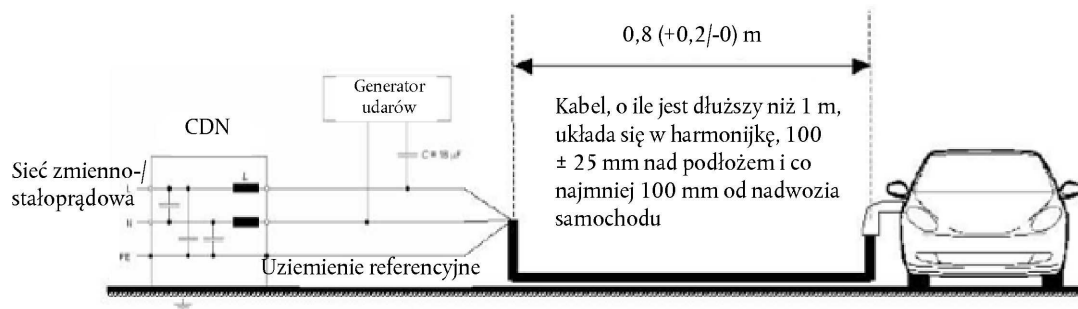 0,8 (+0,2/-0) m
Generator
udarów
CDN
C = 18 µF
Kabel, o ile jest dłuższy niż 1 m,
układa się w harmonijkę, 100
± 25 mm nad podłożem i co
najmniej 100 mm od nadwozia
samochodu
Sieć zmienno-/
stałoprądowa
L
L
N
PE
Uziemienie referencyjne